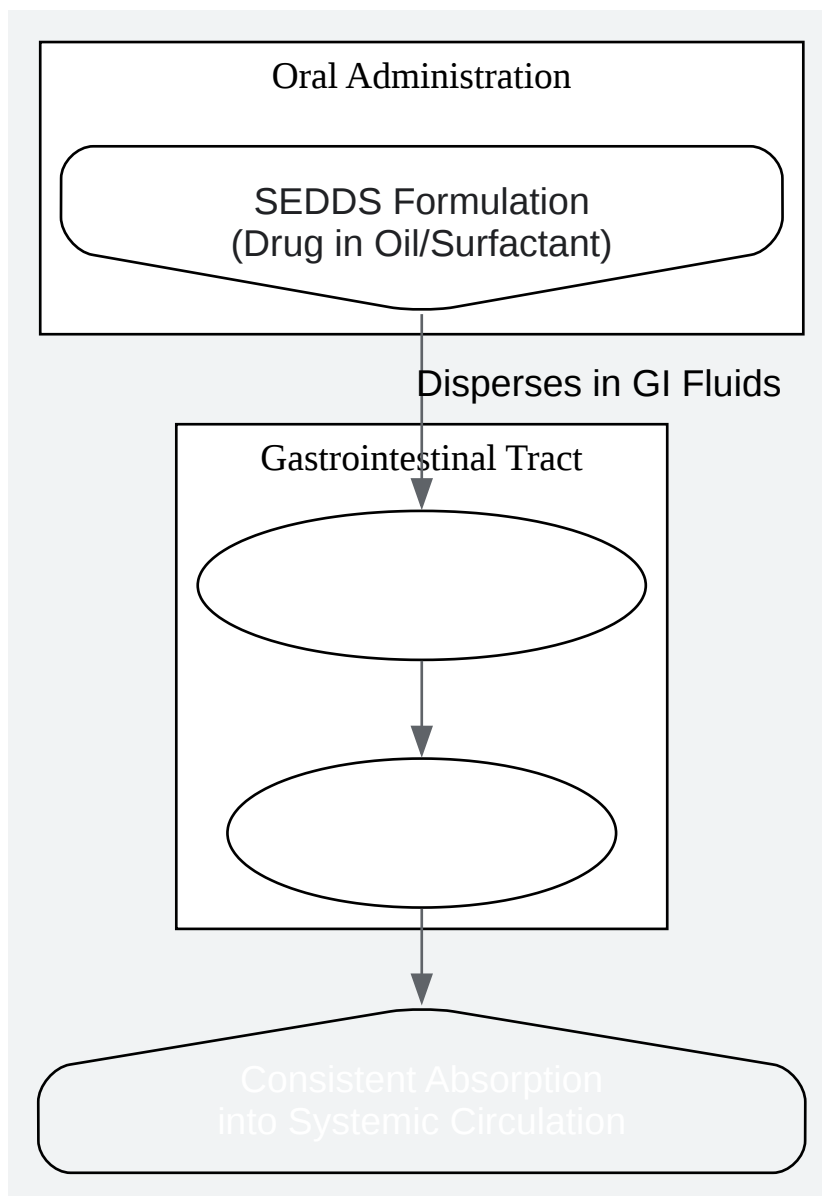 Oral Administration
SEDDS Formulation
(Drug in Oil/Surfactant)
Disperses in GI Fluids
Gastrointestinal Tract
Consistent Absorption
into Systemic Circulation